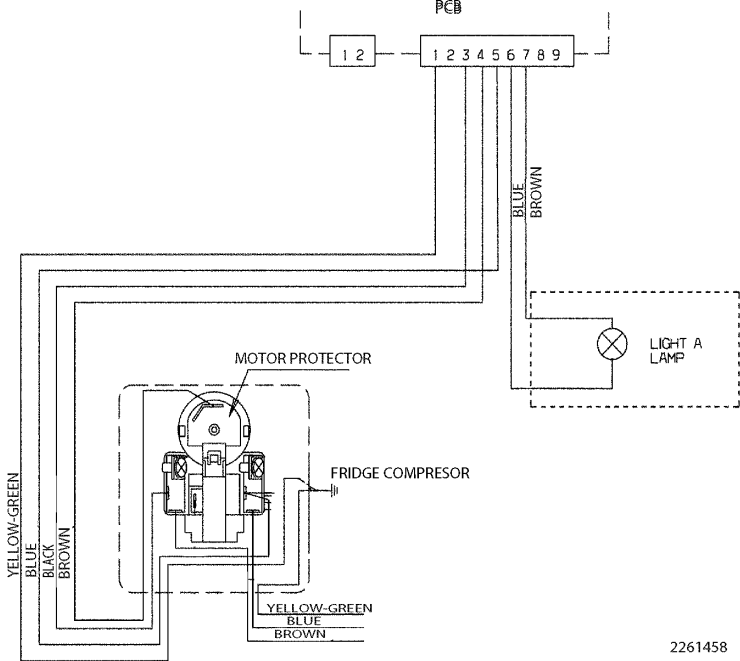 PCB
1 2
1 2 3 4 5 6 7 8 9
BLUE
BROWN
LIGHT A
LAMP
MOTOR PROTECTOR
FRIDGE COMPRESOR
YELLOW-GREEN
BLUE
BLACK
BROWN
YELLOW-GREEN
BLUE
BROWN
2261458